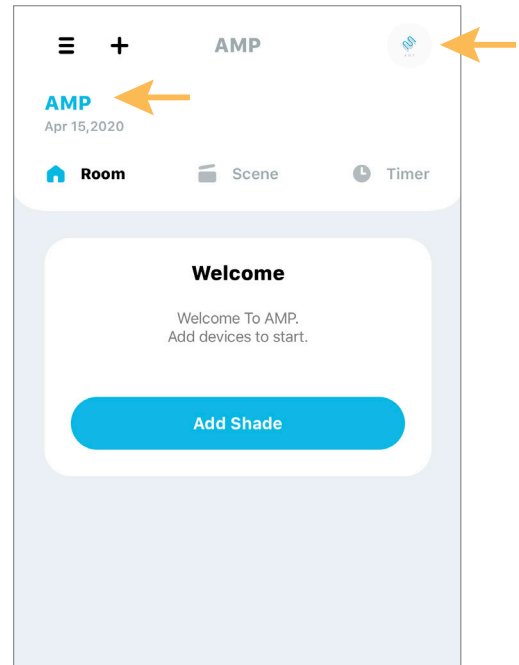 AMP
AMP
Apr 15,2020
Room
Scene
Timer
Welcome
Welcome To AMP.
Add devices to start.
Add Shade